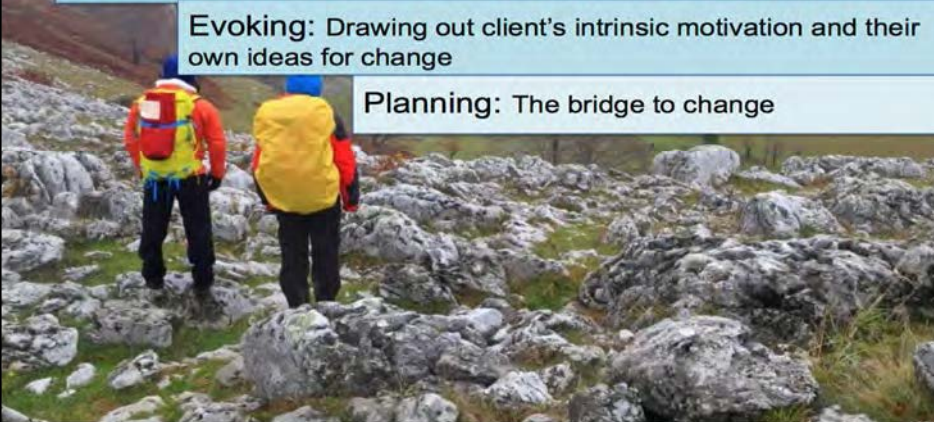 Evoking: Drawing out client's intrinsic motivation and their
own ideas for change
Planning: The bridge to change